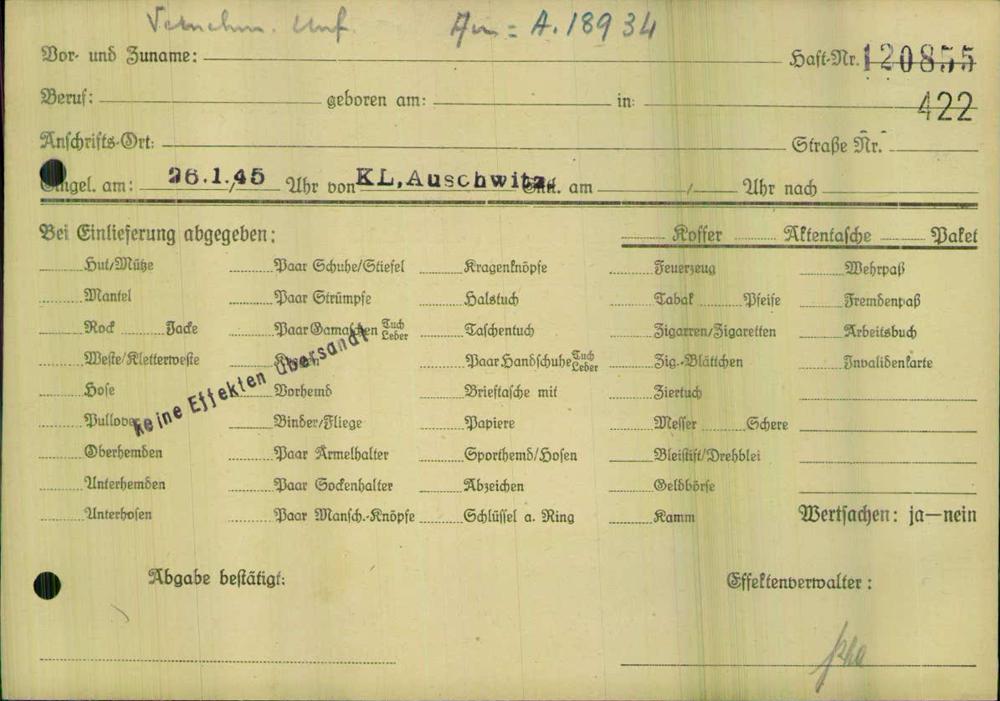 Am = A.18934
Vor- und Zuname: Haft-Nr. 120855
Beruf: geboren am: in: 422
Anschrifts-Ort: Straße Nr.
Eingel. am: 26.1.45 Uhr von KL, Auschwitz. Entl. am / Uhr nach
Bei Einlieferung abgegeben: Koffer Aktentasche Paket
Hut/Mütze Paar Schuhe/Stiefel Kragenknöpfe Feuerzeug Wehrpaß
Mantel Paar Strümpfe Halstuch Tabak Pfeife Fremdenpaß
Rock Jacke Paar Gamaschen Tuch Leder Taschentuch Zigarren/Zigaretten Arbeitsbuch
Weste/Kletterweste Paar Handschuhe Tuch Leder Zig.-Blättchen Invalidenkarte
Hose Vorhemd Brieftasche mit Ziertuch
Pullover Binder/Fliege Papiere Messer Schere
Keine Effekten übersandt
Oberhemden Paar Ärmelhalter Sporthemd/Hosen Bleistift/Drehblei
Unterhemden Paar Sockenhalter Abzeichen Geldbörse
Unterhosen Paar Mansch.-Knöpfe Schlüssel a. Ring Kamm Wertsachen: ja—nein
Abgabe bestätigt: Effektenverwalter: